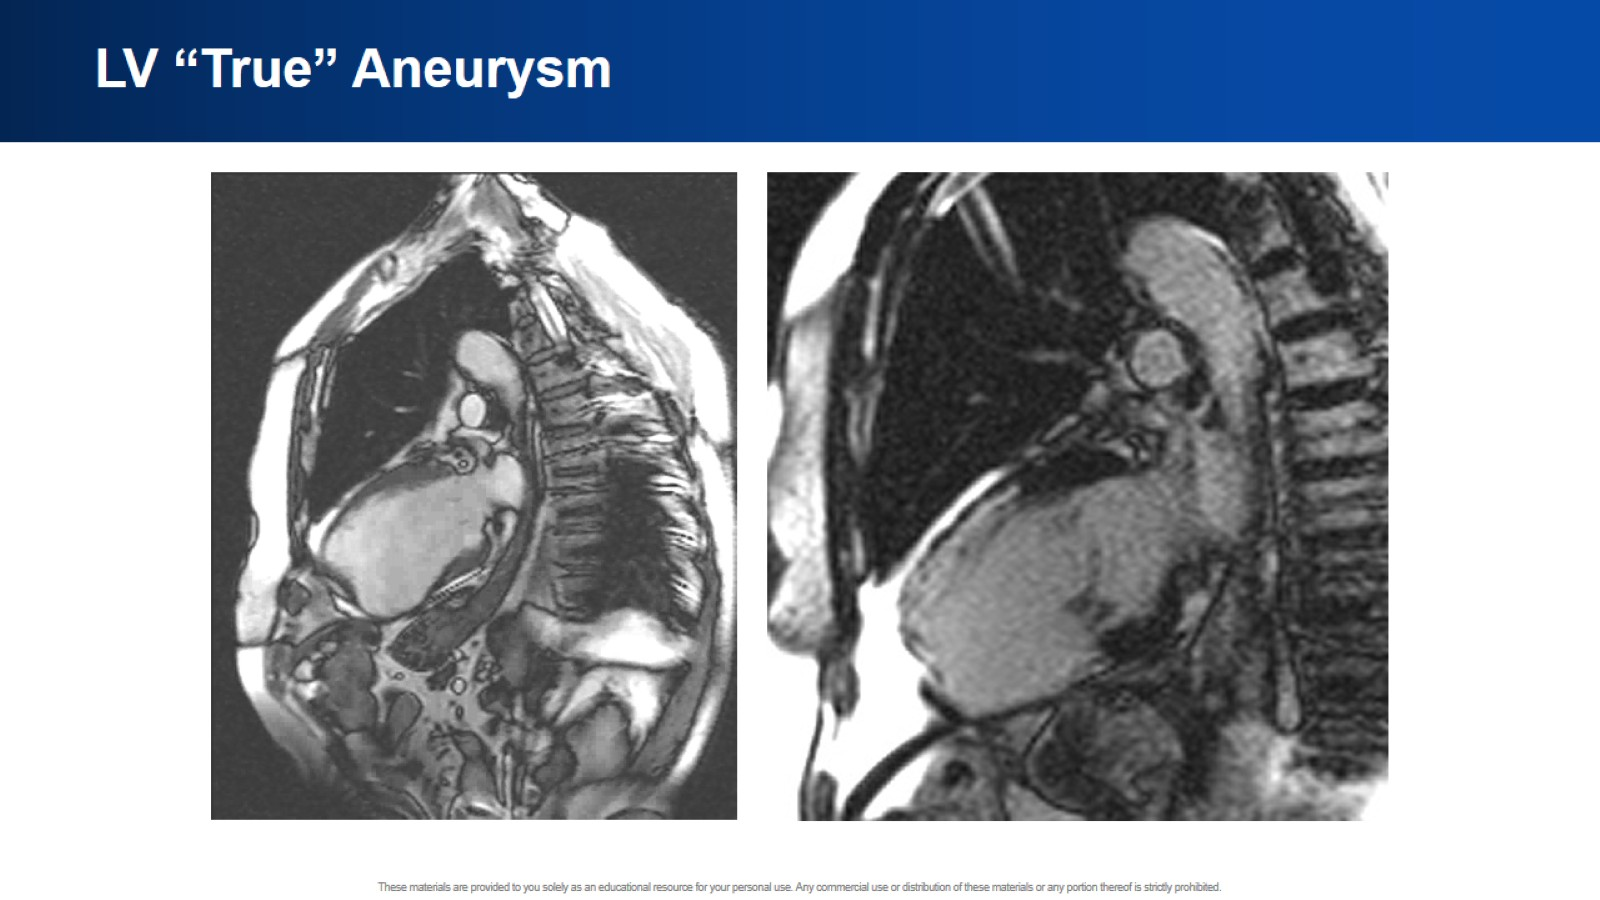 LV “True” Aneurysm
These materials are provided to you solely as an educational resource for your personal use. Any commercial use or distribution of these materials or any portion thereof is strictly prohibited.